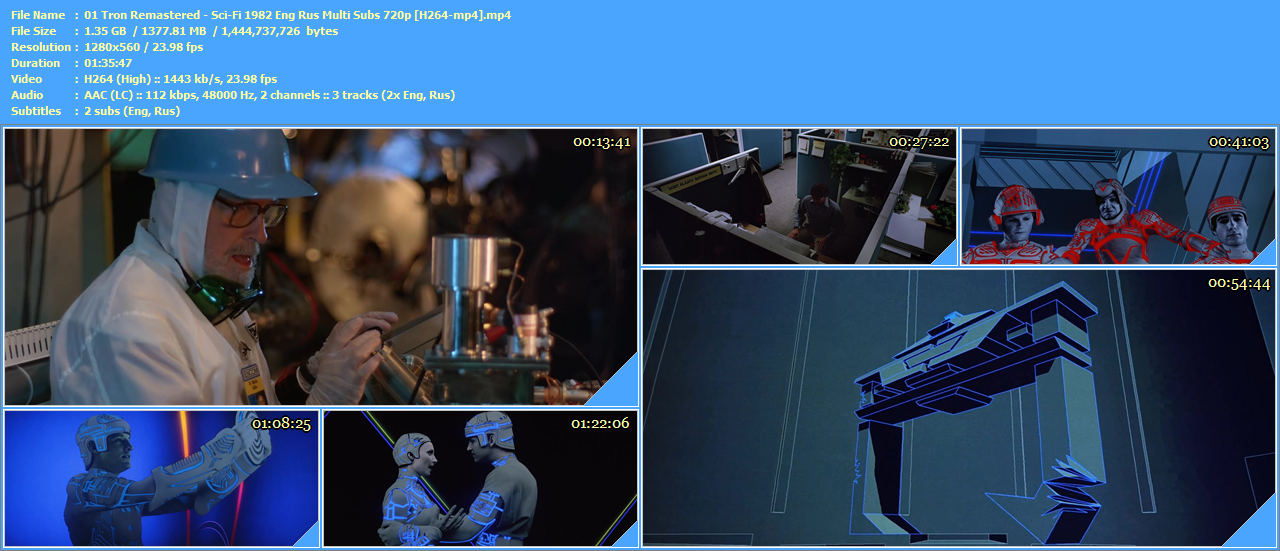 File Name : 01 Tron Remastered - Sci-Fi 1982 Eng Rus Multi Subs 720p [H264-mp4].mp4
File Size : 1.35 GB / 1377.81 MB / 1,444,737,726 bytes
Resolution : 1280x560 / 23.98 fps
Duration : 01:35:47
Video : H264 (High) :: 1443 kb/s, 23.98 fps
Audio : AAC (LC) :: 112 kbps, 48000 Hz, 2 channels :: 3 tracks (2x Eng, Rus)
Subtitles : 2 subs (Eng, Rus)
00:13:41
00:27:22
00:41:03
00:54:44
01:08:25
01:22:06